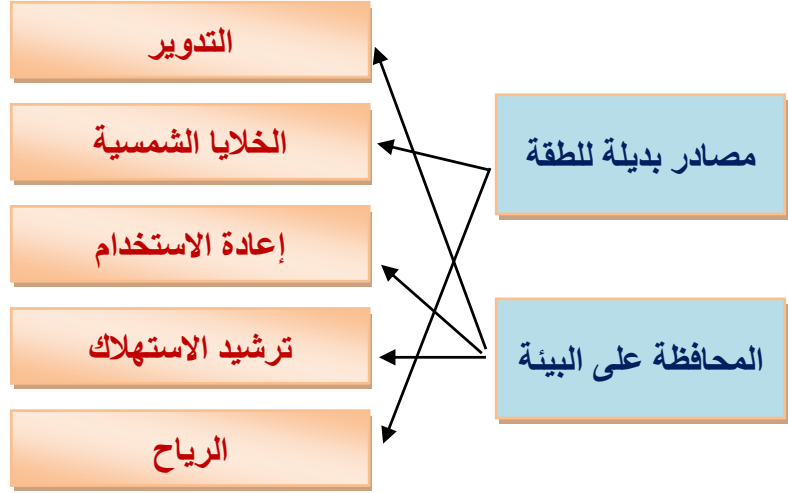 مصادر بديلة للطقة
المحافظة على البيئة
التدوير
الخلايا الشمسية
إعادة الاستخدام
ترشيد الاستهلاك
الرياح